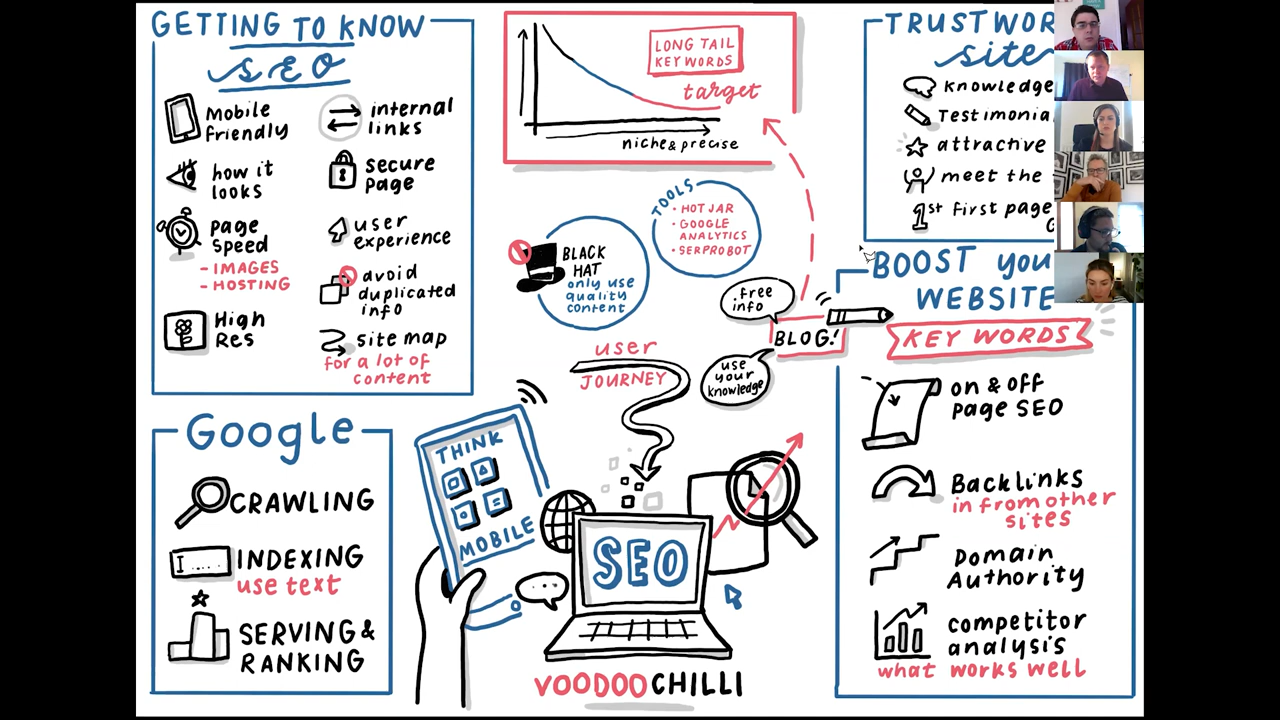 GETTING TO KNOW
SEO
Mobile
friendly
how it
looks
page
speed
- IMAGES
- HOSTING
High
Res
internal
links
secure
page
user
experience
avoid
duplicated
info
site map
for a lot of
content
LONG TAIL
KEY WORDS
target
niche & precise
TOOLS
• HOT JAR
• GOOGLE
ANALYTICS
• SERPROBOT
BLACK
HAT
only use
quality
content
free
info
BLOG!
use
your
knowledge
user
JOURNEY
site
knowledge
attractive
meet the
1st first page
BOOST
WEBSITE
KEY WORDS
on & off
page SEO
Backlinks
in from other
sites
Domain
Authority
competitor
analysis
what works well
Google
CRAWLING
INDEXING
use text
SERVING &
RANKING
THINK
MOBILE
SEO
VOODOO CHILLI